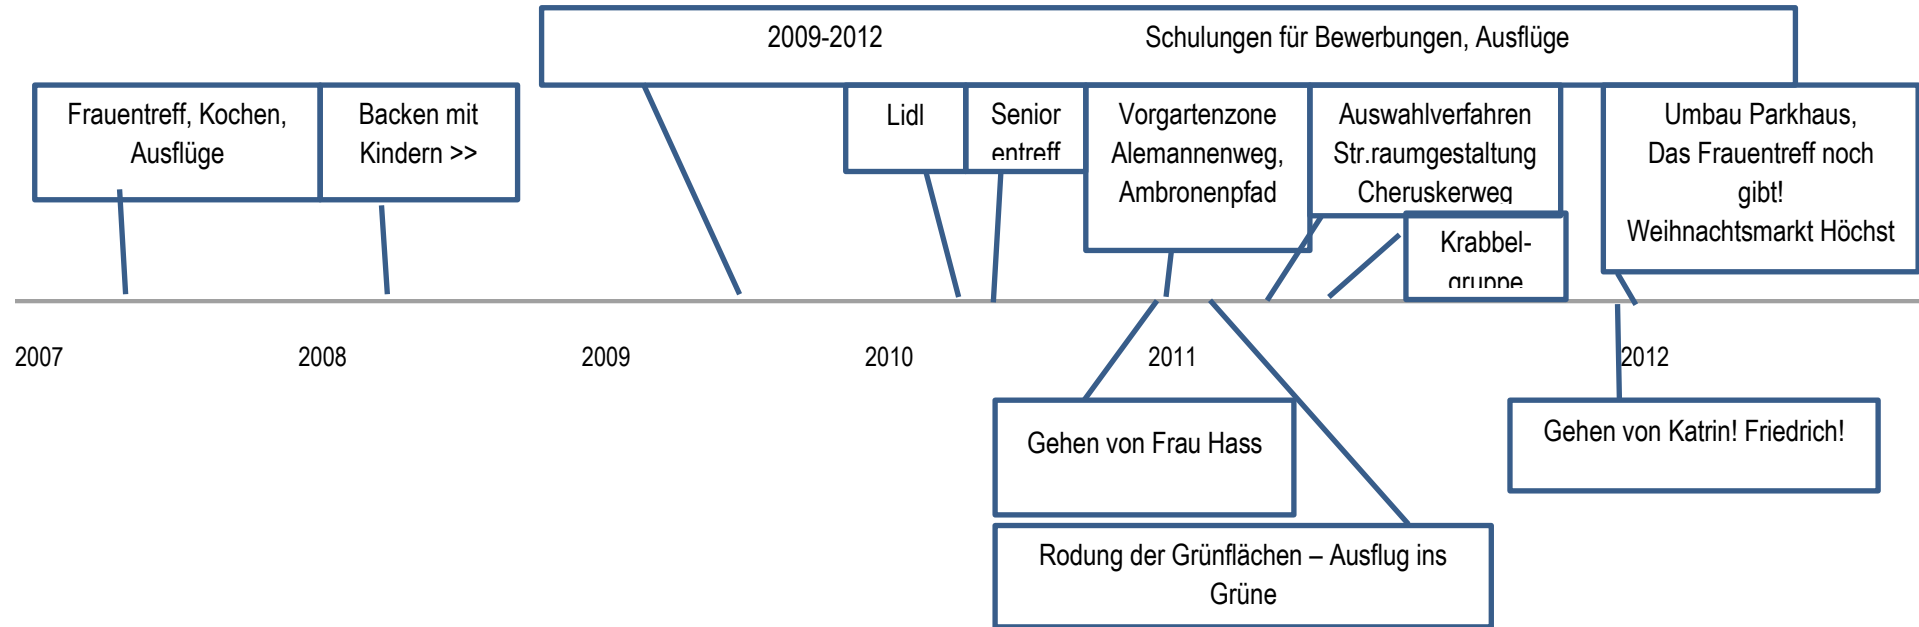 2009-2012 Schulungen für Bewerbungen, Ausflüge
Frauentreff, Kochen,
Ausflüge
Backen mit
Kindern >>
Lidl
Senior
entreff
Vorgartenzone
Alemannenweg,
Ambronenpfad
Auswahlverfahren
Str.raumgestaltung
Cheruskerweg
Krabbel-
gruppe
Umbau Parkhaus,
Das Frauentreff noch
gibt!
Weihnachtsmarkt Höchst
2007
2008
2009
2010
2011
2012
Gehen von Frau Hass
Gehen von Katrin! Friedrich!
Rodung der Grünflächen – Ausflug ins
Grüne